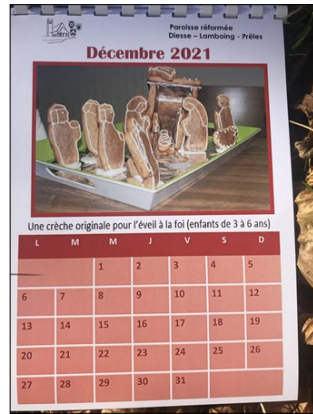 Paroisse réformée
Diesse – Lamboing - Prêles
Décembre 2021
Une crèche originale pour l'éveil à la foi (enfants de 3 à 6 ans)
L M M J V S D
1 2 3 4 5
6 7 8 9 10 11 12
13 14 15 16 17 18 19
20 21 22 23 24 25 26
27 28 29 30 31